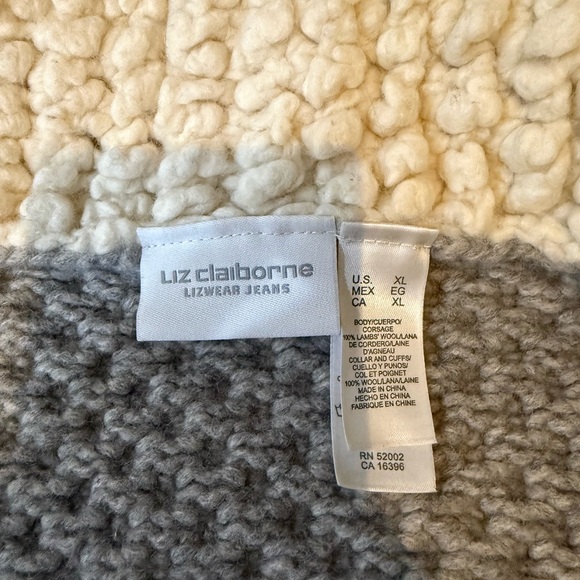 Liz claiborne
LIZWEAR JEANS
U.S. XL
MEX EG
CA XL
BODY/CUERPO/
CORSAGE
100% LAMBS' WOOL/LANA
DE CORDERO/LAINE
D'AGNEAU
COLLAR AND CUFFS/
CUELLO Y PUNOS/
COL ET POIGNET
100% WOOL/LANA/LAINE
MADE IN CHINA
HECHO EN CHINA
FABRIQUE EN CHINE
RN 52002
CA 16396